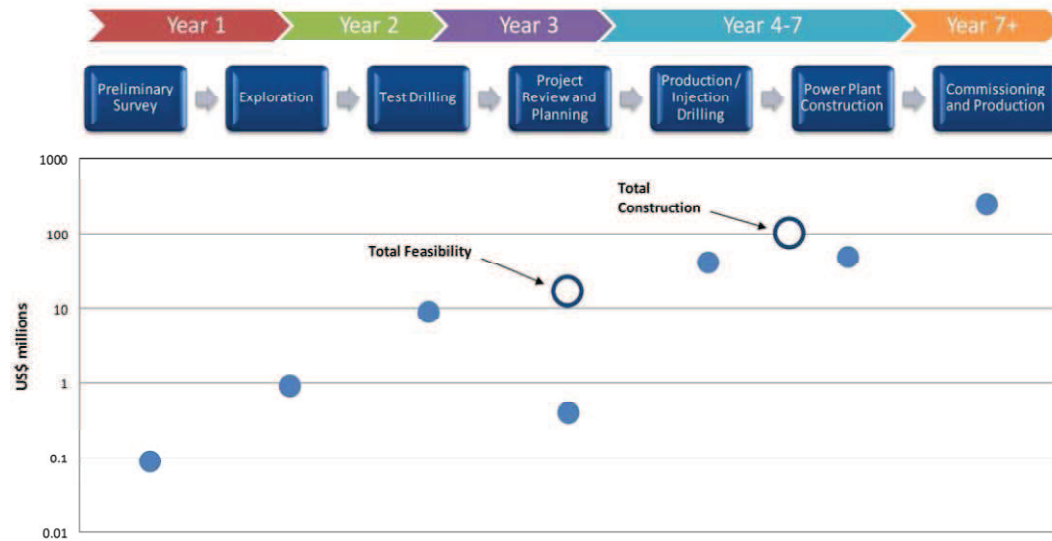 Year 1
Year 2
Year 3
Year 4-7
Year 7+
Preliminary
Survey
Exploration
Test Drilling
Project
Review and
Planning
Production /
Injection
Drilling
Power Plant
Construction
Commissioning
and Production
1000
100
10
1
0.1
0.01
US$ millions
Total Feasibility
Total
Construction